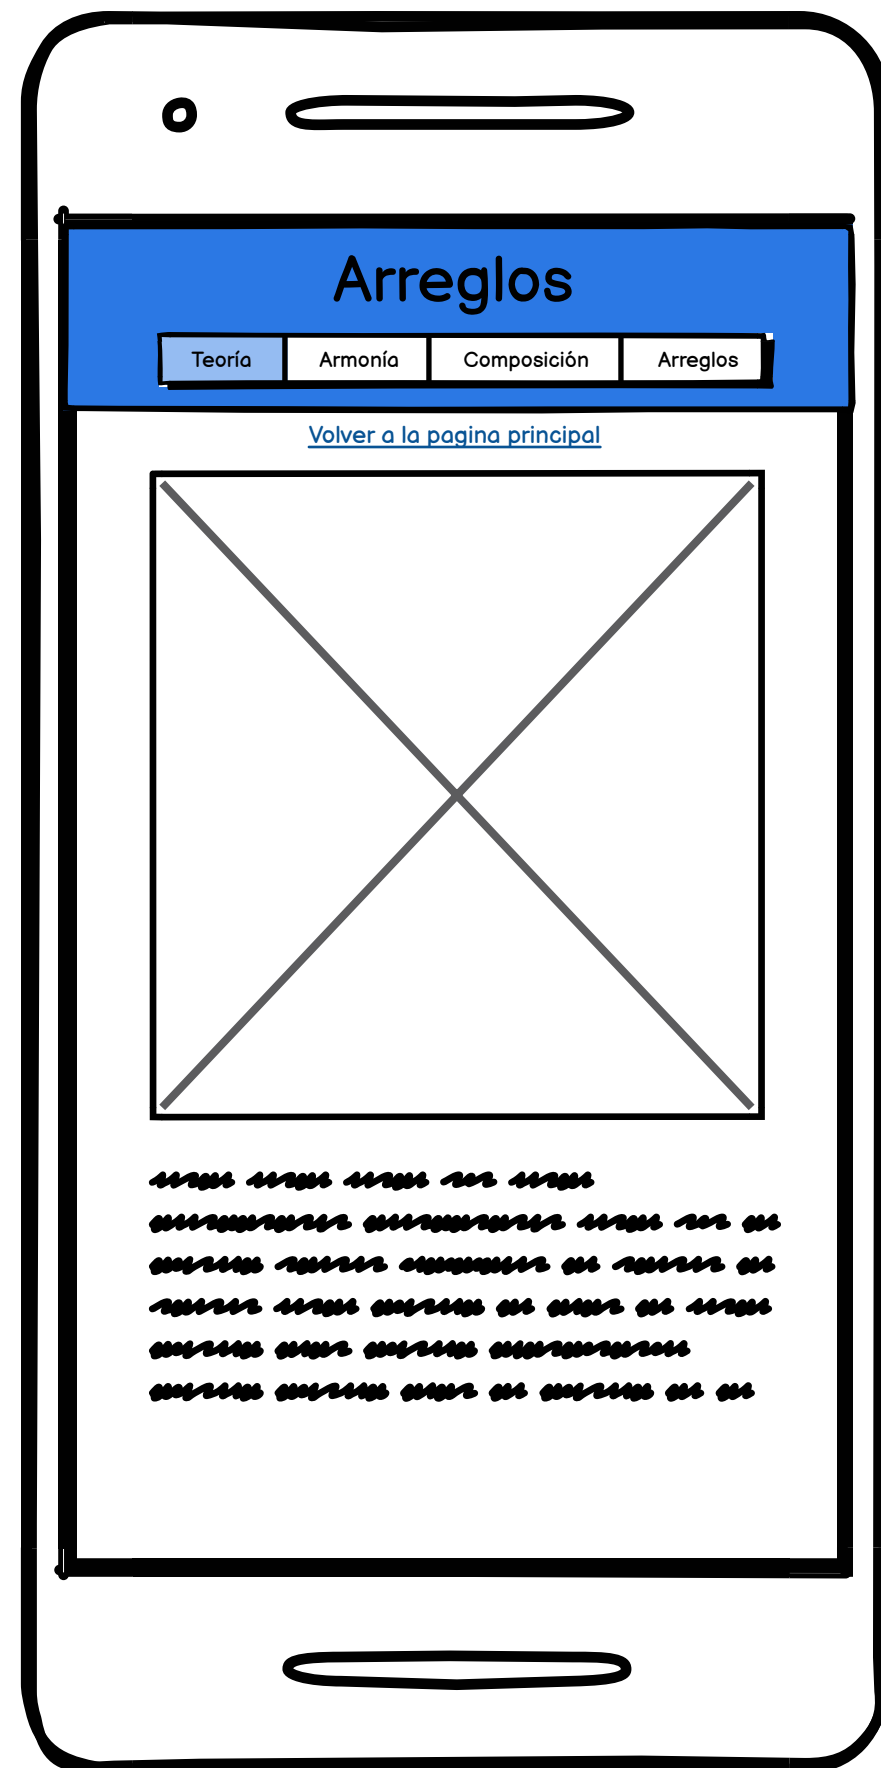 Arreglos
Teoría Armonía Composición Arreglos
Volver a la pagina principal